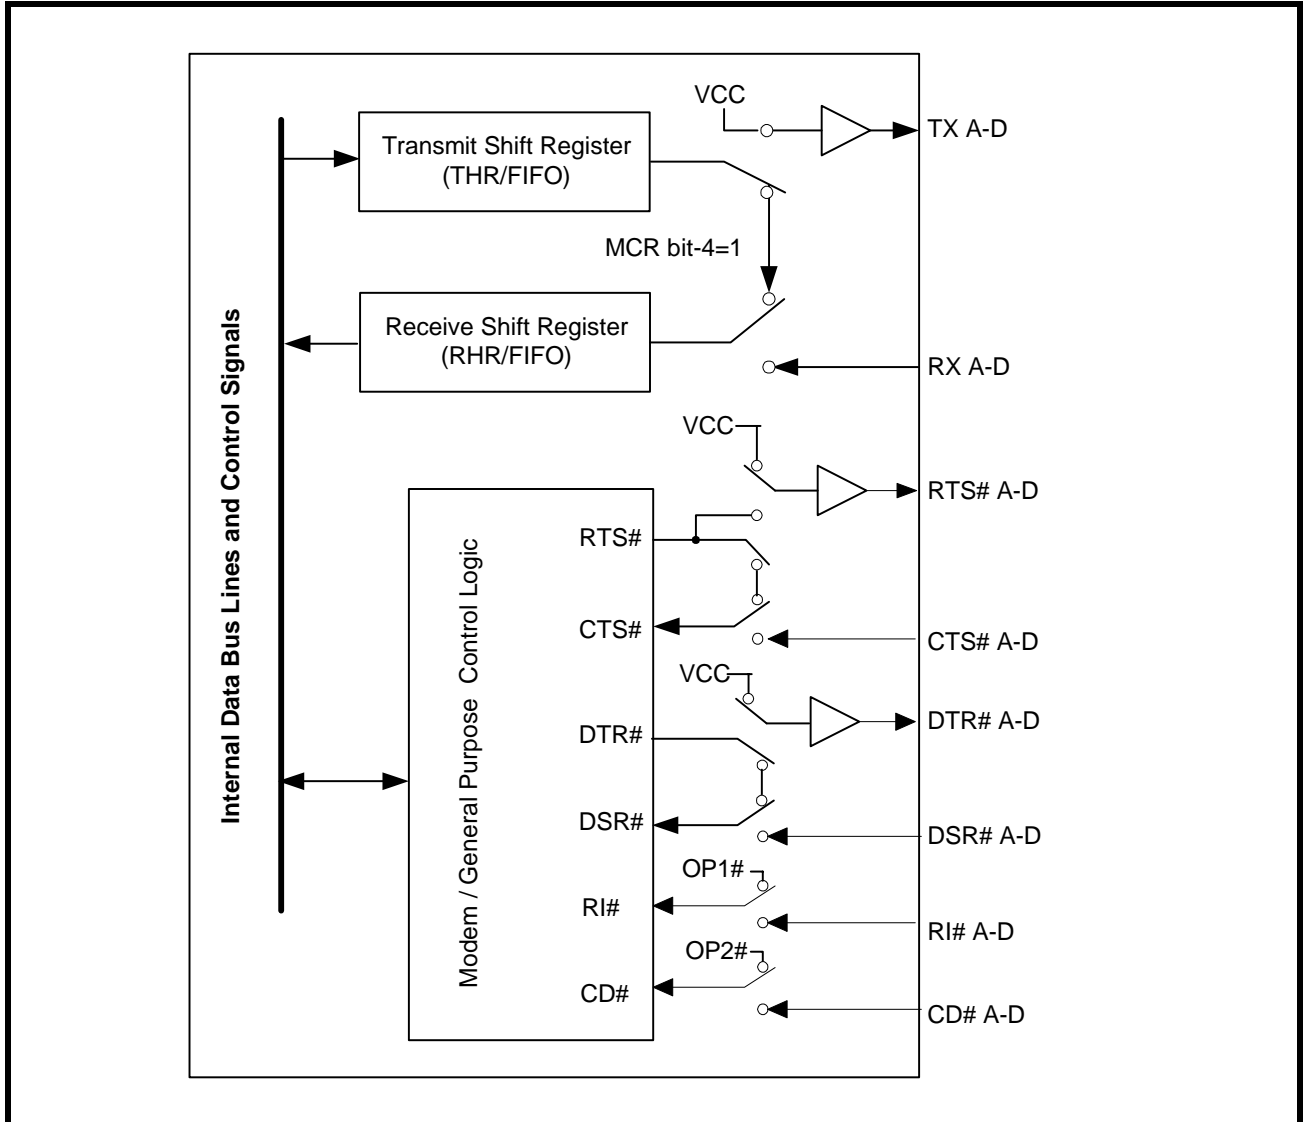 VCC
TX A-D
Transmit Shift Register
(THR/FIFO)
MCR bit-4=1
Receive Shift Register
(RHR/FIFO)
RX A-D
Internal Data Bus Lines and Control Signals
VCC
RTS# A-D
Modem / General Purpose Control Logic
RTS#
CTS#
CTS# A-D
VCC
DTR#
DTR# A-D
DSR#
DSR# A-D
OP1#
RI#
RI# A-D
OP2#
CD#
CD# A-D